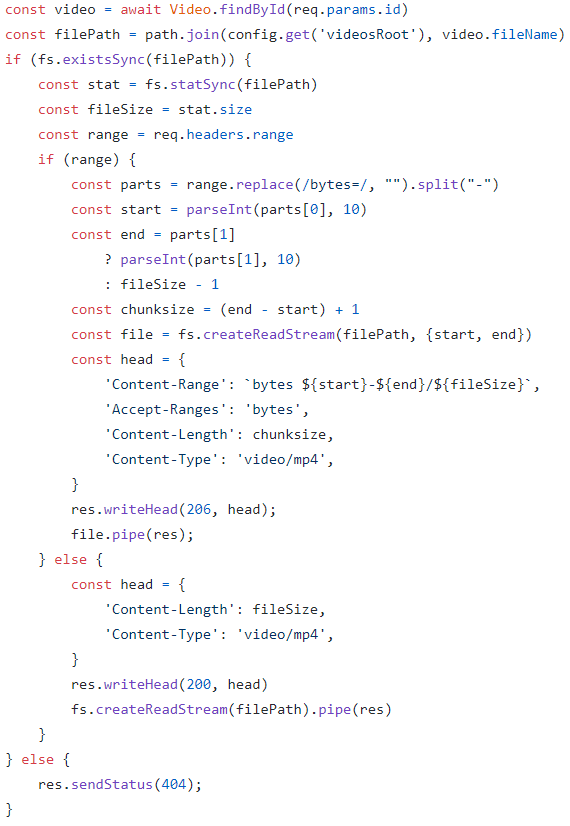 const video = await Video.findById(req.params.id)
const filePath = path.join(config.get('videosRoot'), video.fileName)
if (fs.existsSync(filePath)) {
    const stat = fs.statSync(filePath)
    const fileSize = stat.size
    const range = req.headers.range
    if (range) {
        const parts = range.replace(/bytes=/, "").split("-")
        const start = parseInt(parts[0], 10)
        const end = parts[1]
            ? parseInt(parts[1], 10)
            : fileSize - 1
        const chunksize = (end - start) + 1
        const file = fs.createReadStream(filePath, {start, end})
        const head = {
            'Content-Range': `bytes ${start}-${end}/${fileSize}`,
            'Accept-Ranges': 'bytes',
            'Content-Length': chunksize,
            'Content-Type': 'video/mp4',
        }
        res.writeHead(206, head);
        file.pipe(res);
    } else {
        const head = {
            'Content-Length': fileSize,
            'Content-Type': 'video/mp4',
        }
        res.writeHead(200, head)
        fs.createReadStream(filePath).pipe(res)
    }
} else {
    res.sendStatus(404);
}